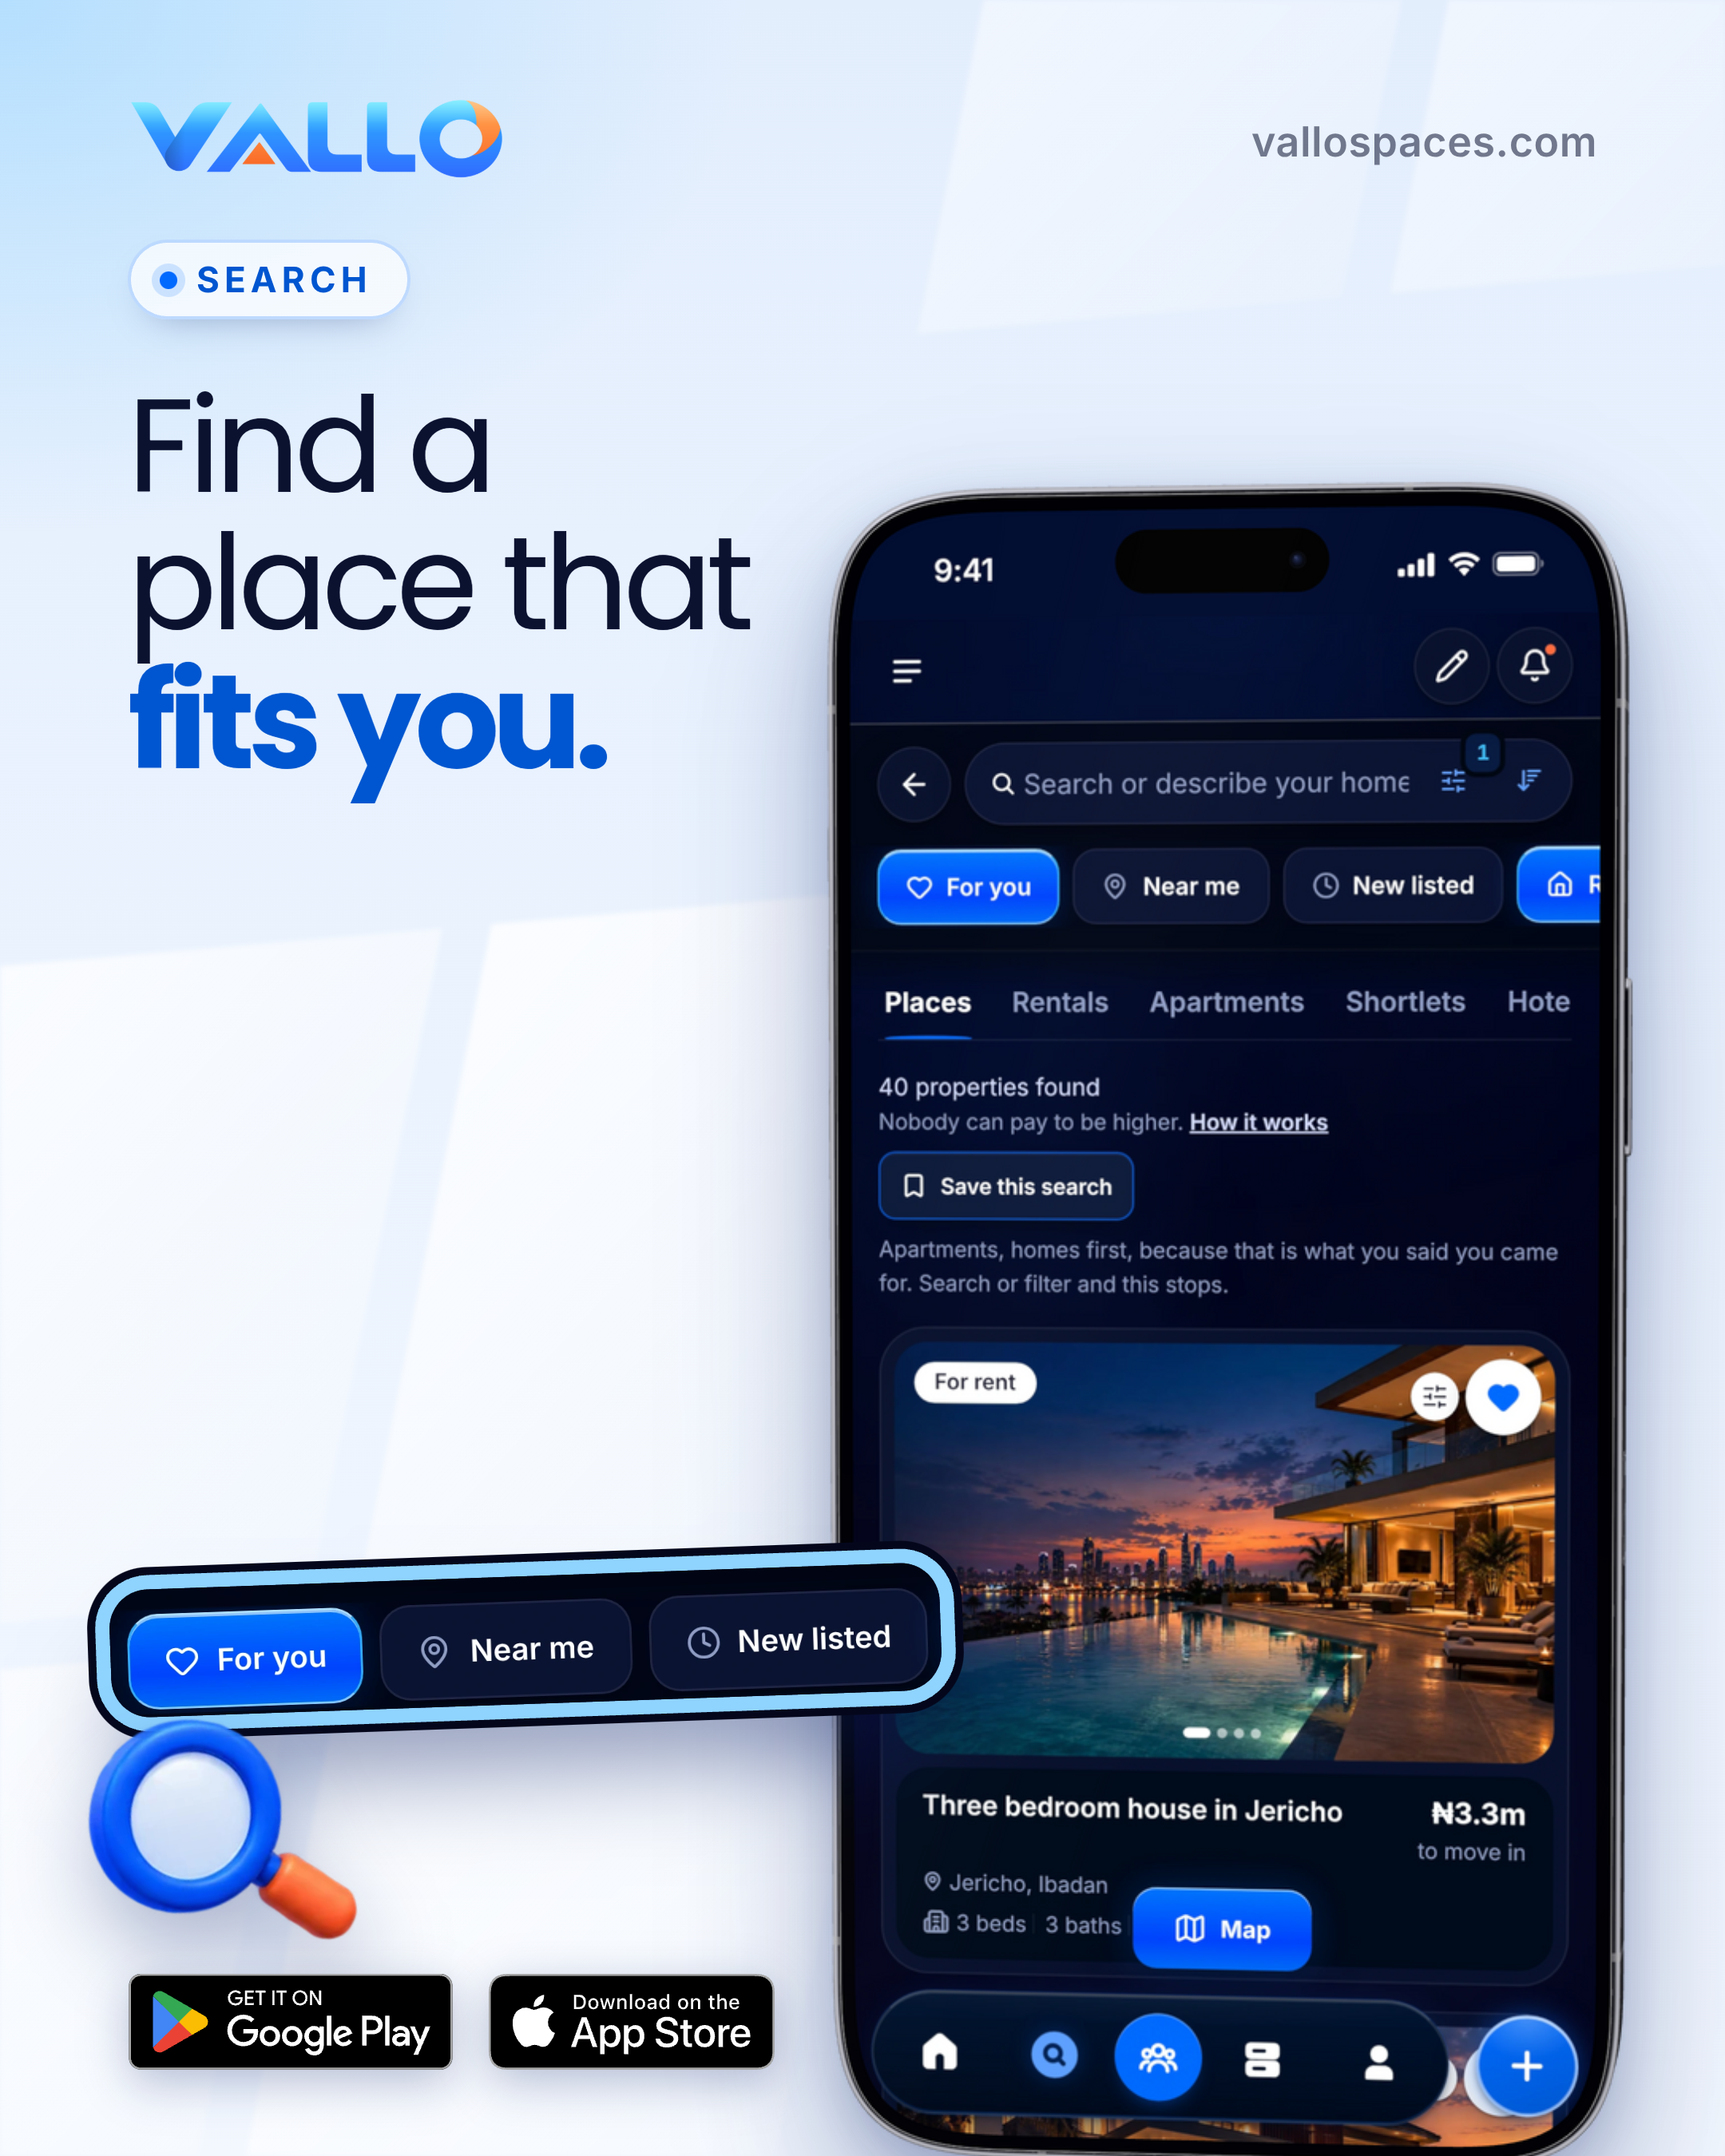 VALLO
vallospaces.com
SEARCH
Find a
place that
fits you.
9:41
1
Search or describe your home
For you
Near me
New listed
R
Places
Rentals
Apartments
Shortlets
Hote
40 properties found
Nobody can pay to be higher. How it works
Save this search
Apartments, homes first, because that is what you said you came
for. Search or filter and this stops.
For rent
For you
Near me
New listed
Three bedroom house in Jericho
₦3.3m
to move in
Jericho, Ibadan
3 beds
3 baths
Map
GET IT ON
Google Play
Download on the
App Store